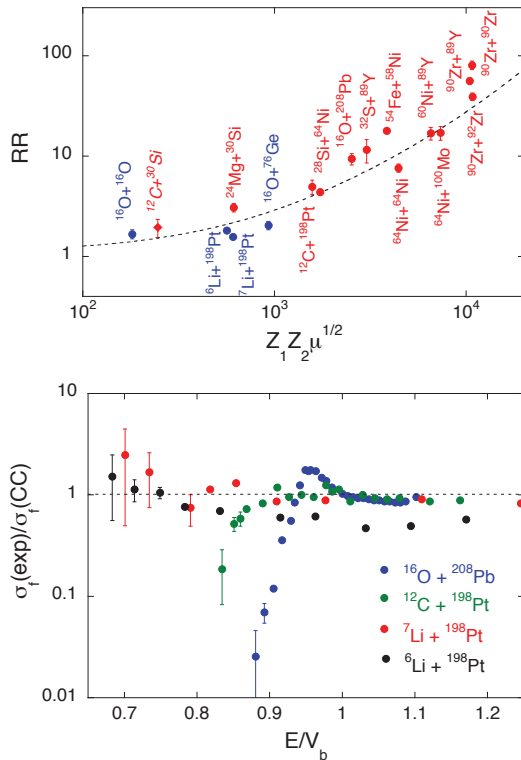 100
10
1
RR
¹⁶O+¹⁶O
¹²C+³⁰Si
²⁴Mg+³⁰Si
⁶Li+¹⁹⁸Pt
⁷Li+¹⁹⁸Pt
¹⁶O+⁷⁶Ge
¹²C+¹⁹⁸Pt
²⁸Si+⁶⁴Ni
¹⁶O+²⁰⁸Pb
³²S+⁸⁹Y
⁵⁴Fe+⁵⁸Ni
⁶⁴Ni+⁶⁴Ni
⁶⁰Ni+⁸⁹Y
⁶⁴Ni+¹⁰⁰Mo
⁹⁰Zr+⁸⁹Y
⁹⁰Zr+⁹⁰Zr
⁹⁰Zr+⁹²Zr
10² 10³ 10⁴
Z₁Z₂μ^1/2
10
1
0.1
0.01
σ_f(exp)/σ_f(CC)
¹⁶O + ²⁰⁸Pb
¹²C + ¹⁹⁸Pt
⁷Li + ¹⁹⁸Pt
⁶Li + ¹⁹⁸Pt
0.7 0.8 0.9 1 1.1 1.2
E/V_b